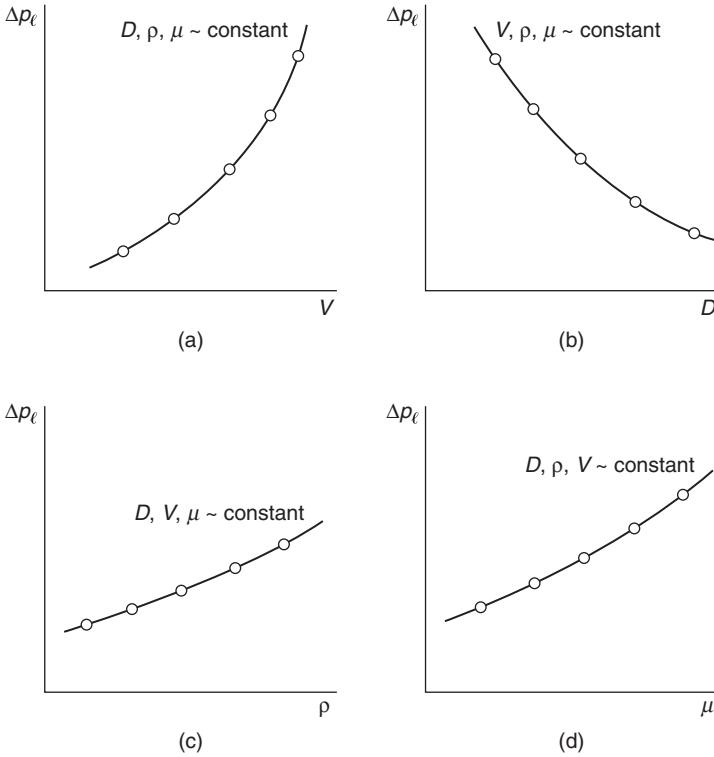 Δpℓ
D, ρ, μ ~ constant
V
(a)
Δpℓ
V, ρ, μ ~ constant
D
(b)
Δpℓ
D, V, μ ~ constant
ρ
(c)
Δpℓ
D, ρ, V ~ constant
μ
(d)